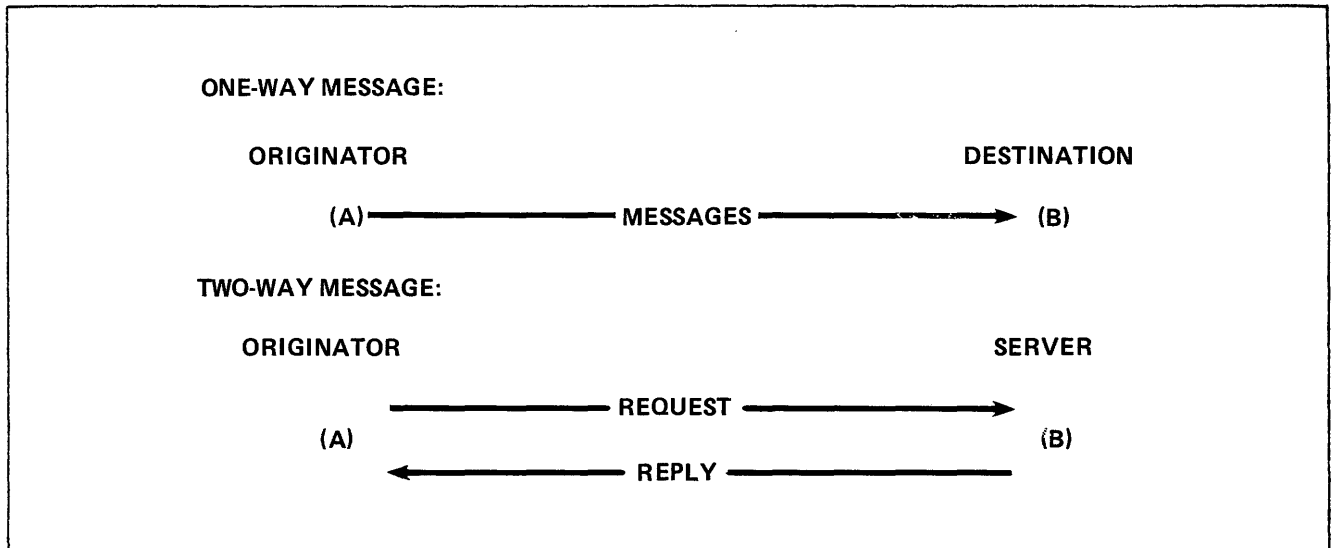 ONE-WAY MESSAGE:
ORIGINATOR DESTINATION
(A) MESSAGES (B)
TWO-WAY MESSAGE:
ORIGINATOR SERVER
REQUEST
(A) (B)
REPLY